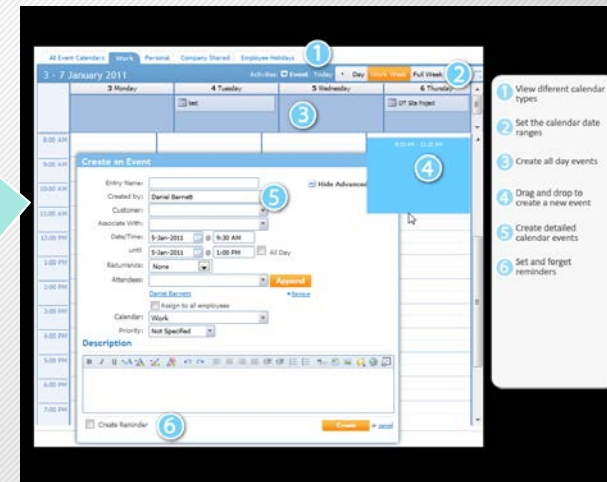 All Event Calendars Work Personal Company Shared Employee Holidays
1
3 - 7 January 2011 Activities Event Today Day Work Week Full Week
2
3 Monday 4 Tuesday 5 Wednesday 6 Thursday
test
3
8:00 AM
9:00 AM
10:00 AM
11:00 AM
12:00 PM
1:00 PM
2:00 PM
3:00 PM
4:00 PM
5:00 PM
6:00 PM
7:00 PM
4
Create an Event
Entry Name:
Hide Advanced
Created by: Daniel Barnett
5
Customer:
Associate With:
Date/Time: 5-Jan-2011 @ 9:30 AM
until 5-Jan-2011 @ 1:00 PM All Day
Recurrence: None
Attendees: Append
Daniel Barnett Remove
Assign to all employees
Calendar: Work
Priority: Not Specified
Description
B I U
Create Reminder
6
Create or cancel
1 View diferent calendar
types
2 Set the calendar date
ranges
3 Create all day events
4 Drag and drop to
create a new event
5 Create detailed
calendar events
6 Set and forget
reminders